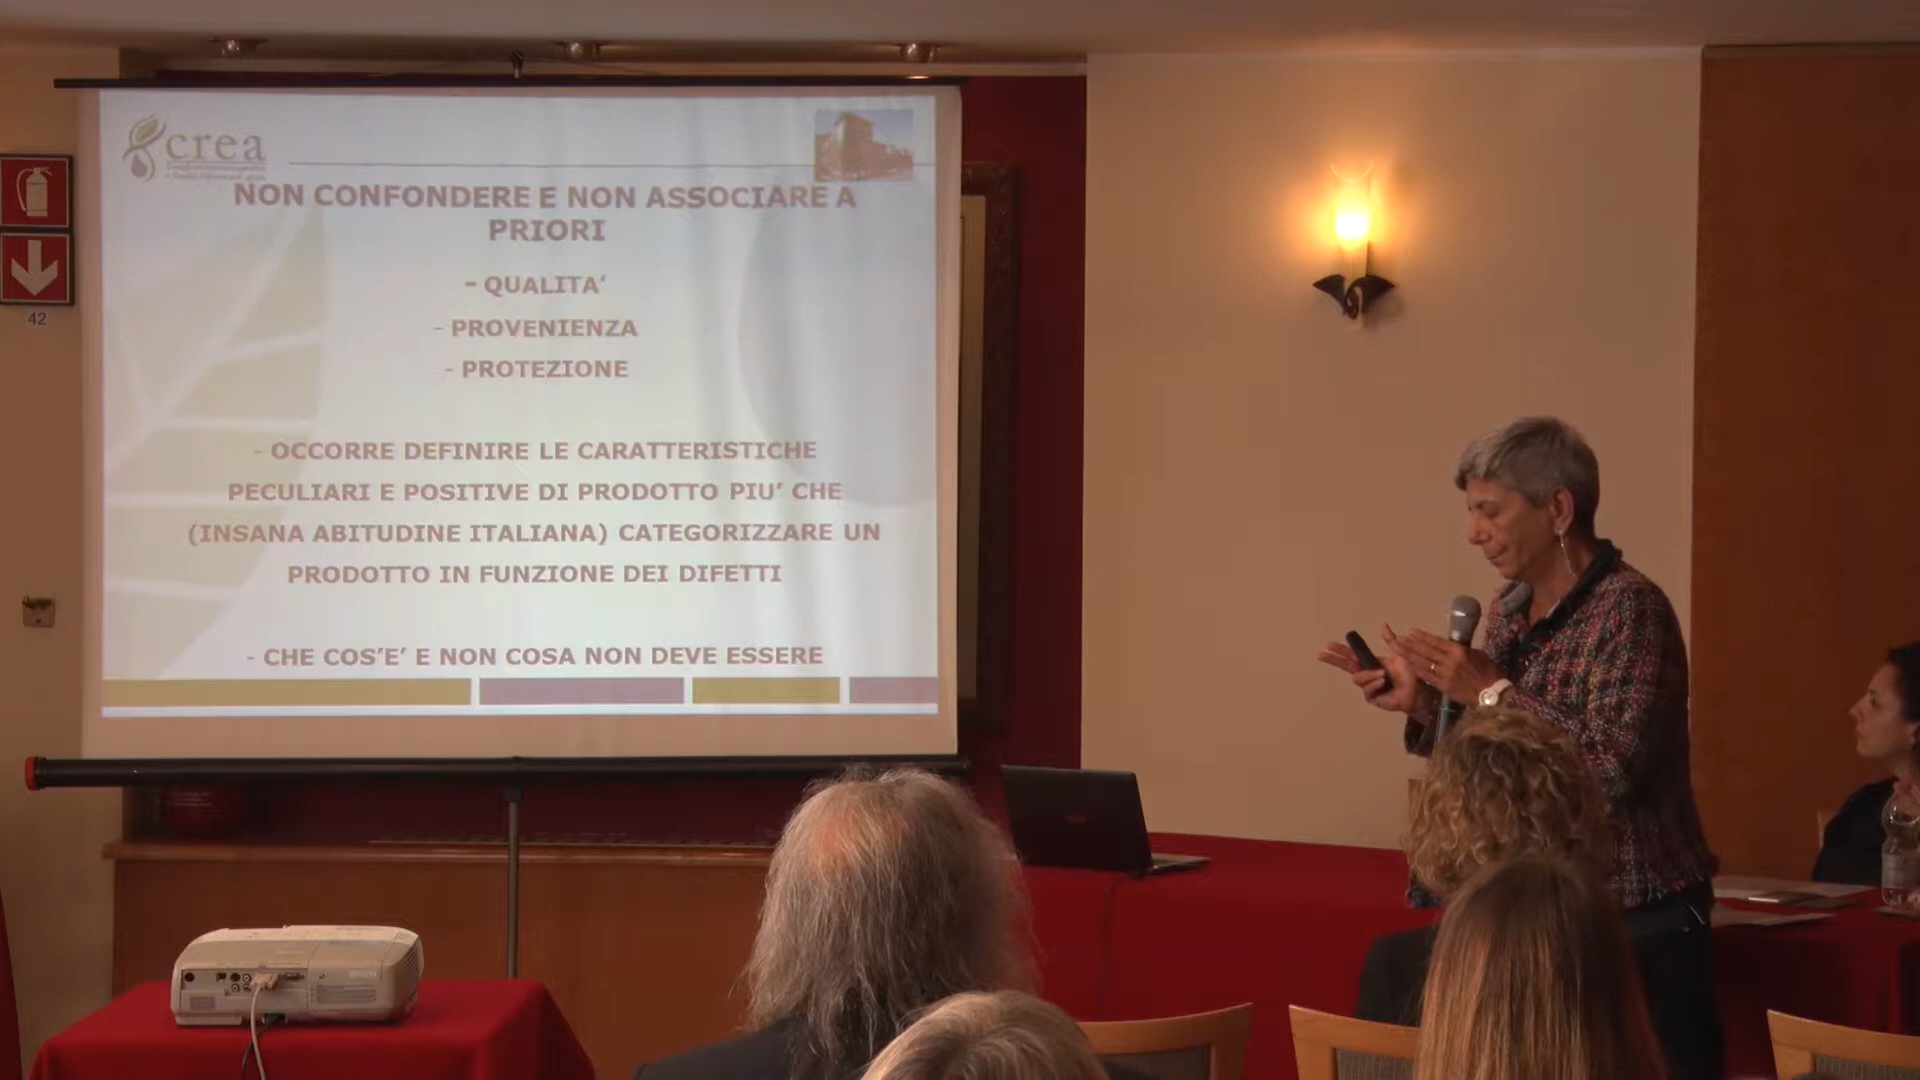 crea
NON CONFONDERE E NON ASSOCIARE A
PRIORI
- QUALITA’
- PROVENIENZA
- PROTEZIONE
- OCCORRE DEFINIRE LE CARATTERISTICHE
PECULIARI E POSITIVE DI PRODOTTO PIU’ CHE
(INSANA ABITUDINE ITALIANA) CATEGORIZZARE UN
PRODOTTO IN FUNZIONE DEI DIFETTI
- CHE COS’E’ E NON COSA NON DEVE ESSERE
42